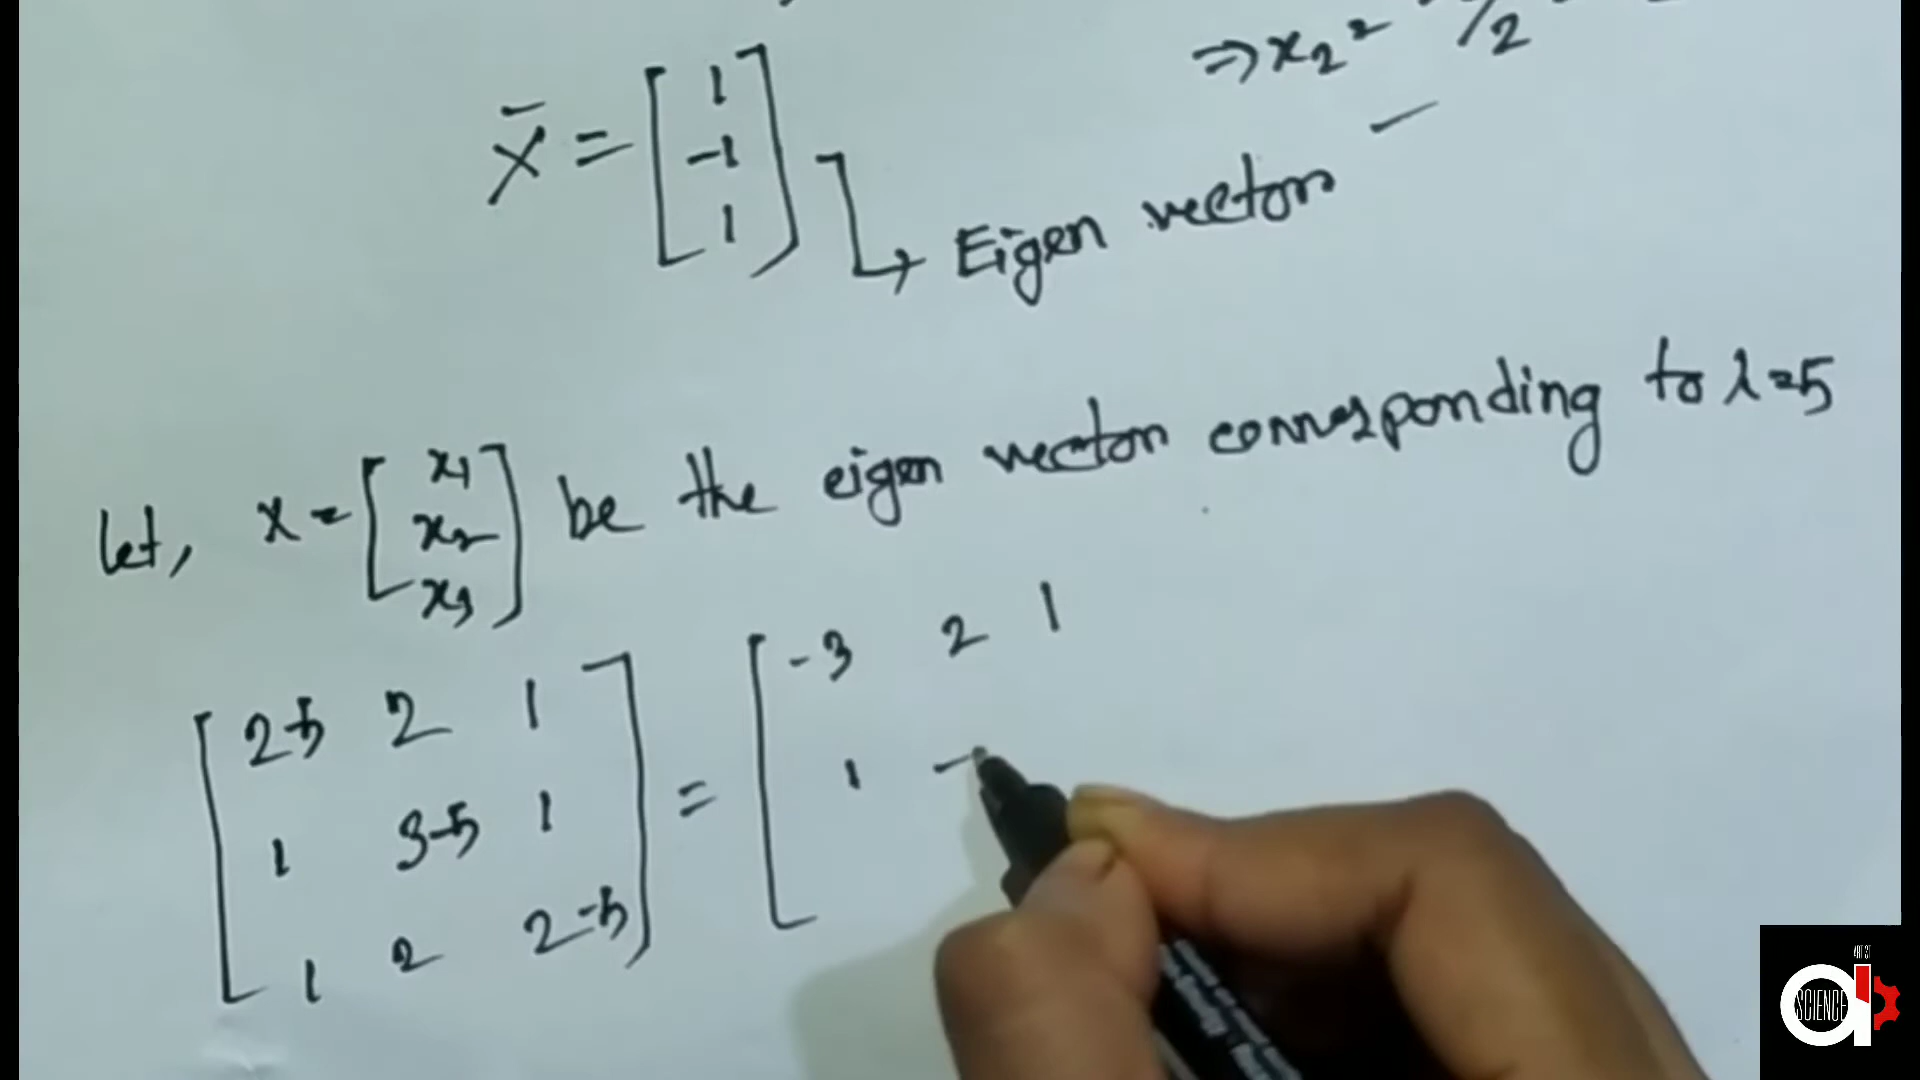 ⇒ x₂ = /2
X̄ = [1
-1
1]
→ Eigen vector
Let, x = [x₁
x₂
x₃] be the eigen vector corresponding to λ=5
[2-5 2 1
1 3-5 1
1 2 2-5]
= [-3 2 1
1 -
SCIENCE